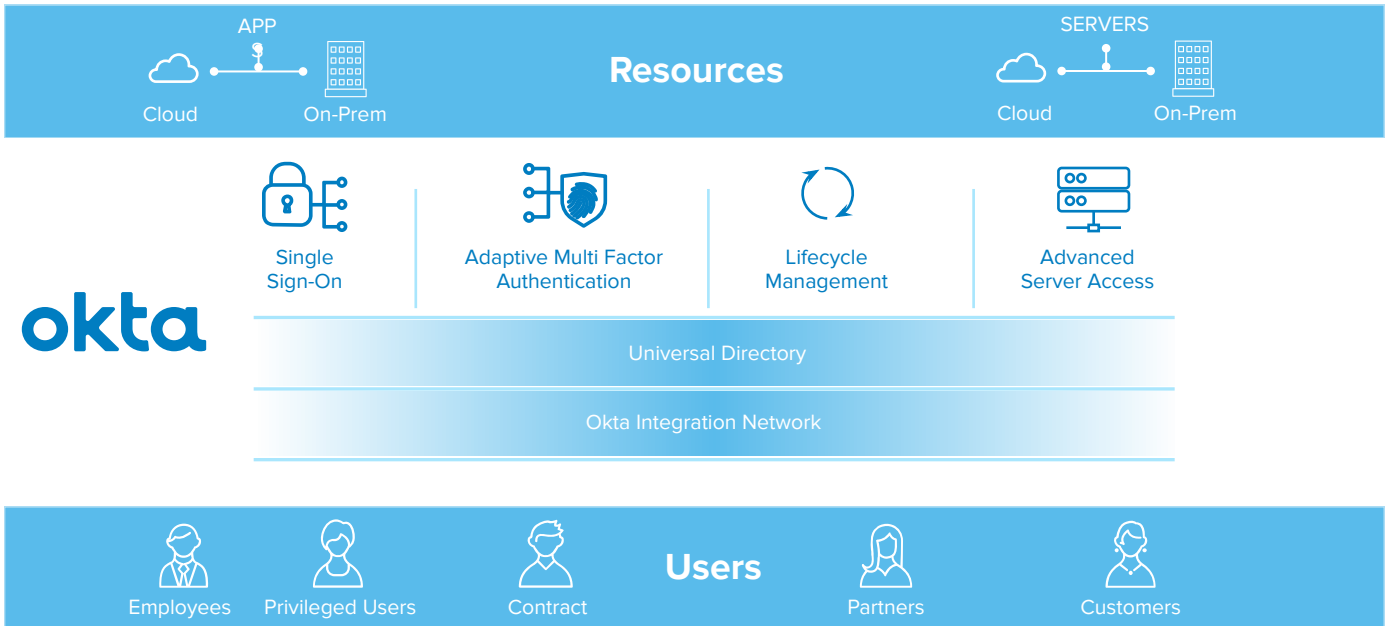 APP
S
SERVERS
Resources
Cloud
On-Prem
Cloud
On-Prem
Single
Sign-On
Adaptive Multi Factor
Authentication
Lifecycle
Management
Advanced
Server Access
okta
Universal Directory
Okta Integration Network
Users
Employees
Privileged Users
Contract
Partners
Customers